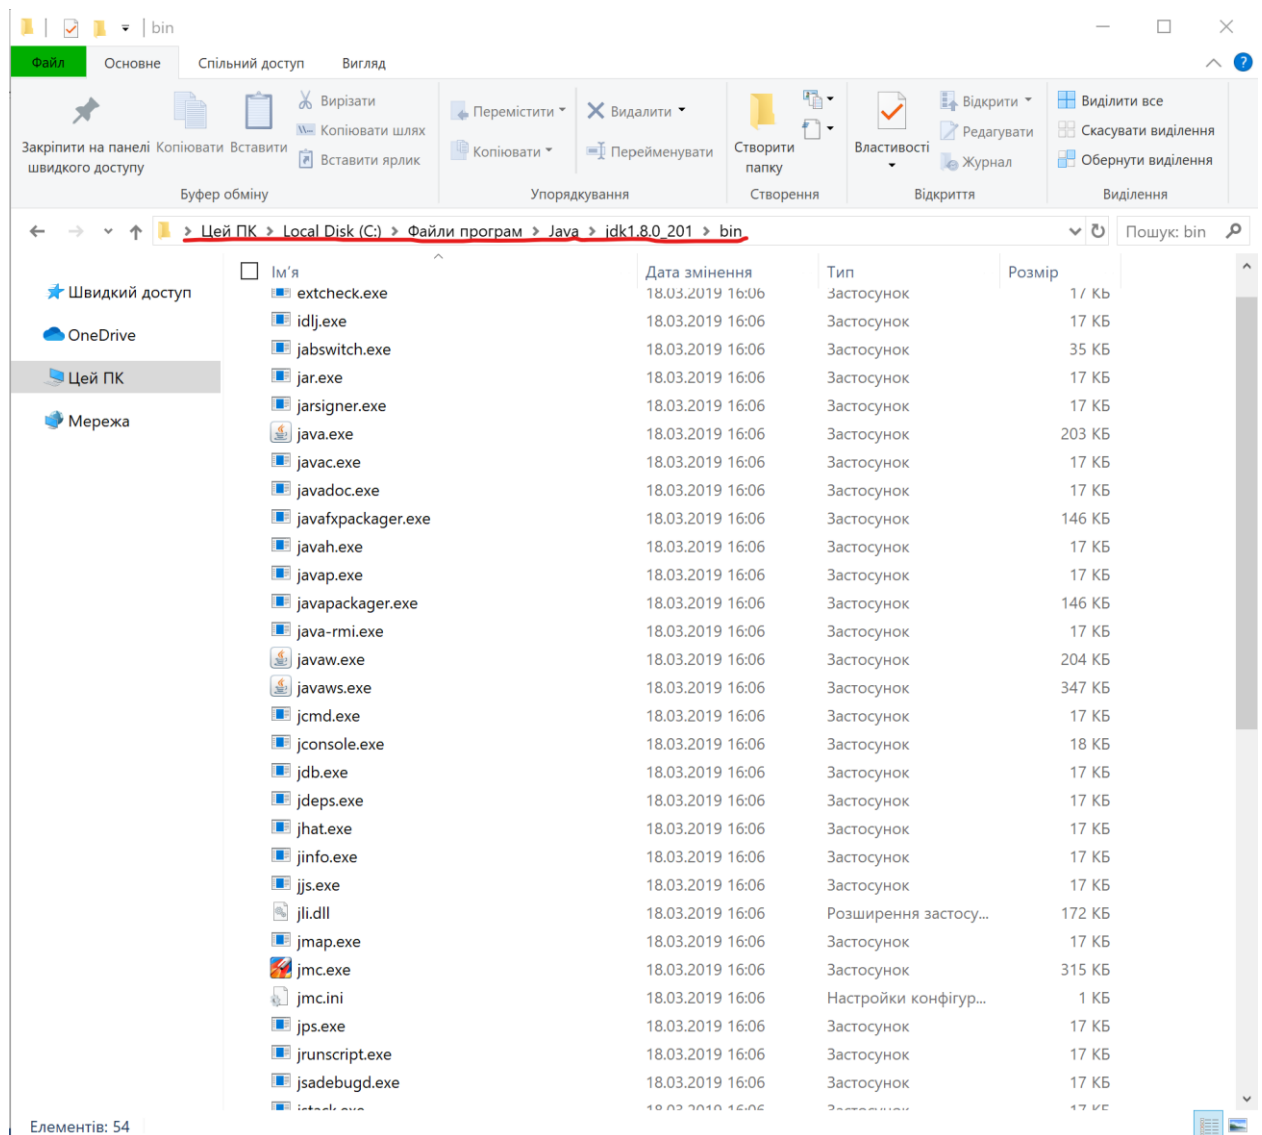 bin
Файл Основне Спільний доступ Вигляд
Закріпити на панелі швидкого доступу
Копіювати
Вставити
Вирізати
Копіювати шлях
Вставити ярлик
Буфер обміну
Перемістити
Копіювати
Видалити
Перейменувати
Упорядкування
Створити папку
Створення
Властивості
Відкрити
Редагувати
Журнал
Відкриття
Виділити все
Скасувати виділення
Обернути виділення
Виділення
Цей ПК > Local Disk (C:) > Файли програм > Java > jdk1.8.0_201 > bin
Пошук: bin
Швидкий доступ
OneDrive
Цей ПК
Мережа
Ім'я Дата змінення Тип Розмір
extcheck.exe 18.03.2019 16:06 Застосунок 17 КБ
idlj.exe 18.03.2019 16:06 Застосунок 17 КБ
jabswitch.exe 18.03.2019 16:06 Застосунок 35 КБ
jar.exe 18.03.2019 16:06 Застосунок 17 КБ
jarsigner.exe 18.03.2019 16:06 Застосунок 17 КБ
java.exe 18.03.2019 16:06 Застосунок 203 КБ
javac.exe 18.03.2019 16:06 Застосунок 17 КБ
javadoc.exe 18.03.2019 16:06 Застосунок 17 КБ
javafxpackager.exe 18.03.2019 16:06 Застосунок 146 КБ
javah.exe 18.03.2019 16:06 Застосунок 17 КБ
javap.exe 18.03.2019 16:06 Застосунок 17 КБ
javapackager.exe 18.03.2019 16:06 Застосунок 146 КБ
java-rmi.exe 18.03.2019 16:06 Застосунок 17 КБ
javaw.exe 18.03.2019 16:06 Застосунок 204 КБ
javaws.exe 18.03.2019 16:06 Застосунок 347 КБ
jcmd.exe 18.03.2019 16:06 Застосунок 17 КБ
jconsole.exe 18.03.2019 16:06 Застосунок 18 КБ
jdb.exe 18.03.2019 16:06 Застосунок 17 КБ
jdeps.exe 18.03.2019 16:06 Застосунок 17 КБ
jhat.exe 18.03.2019 16:06 Застосунок 17 КБ
jinfo.exe 18.03.2019 16:06 Застосунок 17 КБ
jjs.exe 18.03.2019 16:06 Застосунок 17 КБ
jli.dll 18.03.2019 16:06 Розширення застосу... 172 КБ
jmap.exe 18.03.2019 16:06 Застосунок 17 КБ
jmc.exe 18.03.2019 16:06 Застосунок 315 КБ
jmc.ini 18.03.2019 16:06 Настройки конфігур... 1 КБ
jps.exe 18.03.2019 16:06 Застосунок 17 КБ
jrunscript.exe 18.03.2019 16:06 Застосунок 17 КБ
jsadebugd.exe 18.03.2019 16:06 Застосунок 17 КБ
jstack.exe 18.03.2019 16:06 Застосунок 17 КБ
Елементів: 54